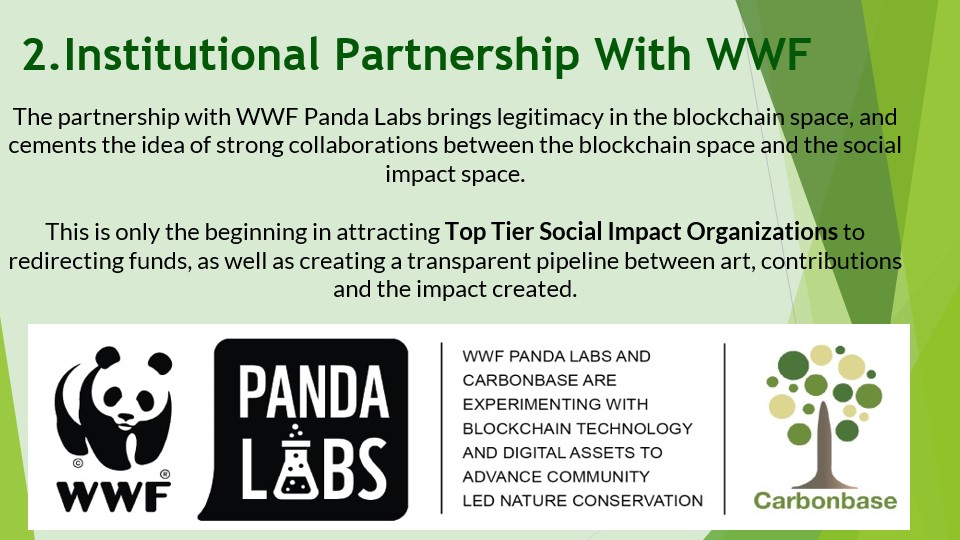 2.Institutional Partnership With WWF
The partnership with WWF Panda Labs brings legitimacy in the blockchain space, and
cements the idea of strong collaborations between the blockchain space and the social
impact space.
This is only the beginning in attracting Top Tier Social Impact Organizations to
redirecting funds, as well as creating a transparent pipeline between art, contributions
and the impact created.
©
®
WWF
PANDA
LABS
WWF PANDA LABS AND
CARBONBASE ARE
EXPERIMENTING WITH
BLOCKCHAIN TECHNOLOGY
AND DIGITAL ASSETS TO
ADVANCE COMMUNITY
LED NATURE CONSERVATION
Carbonbase